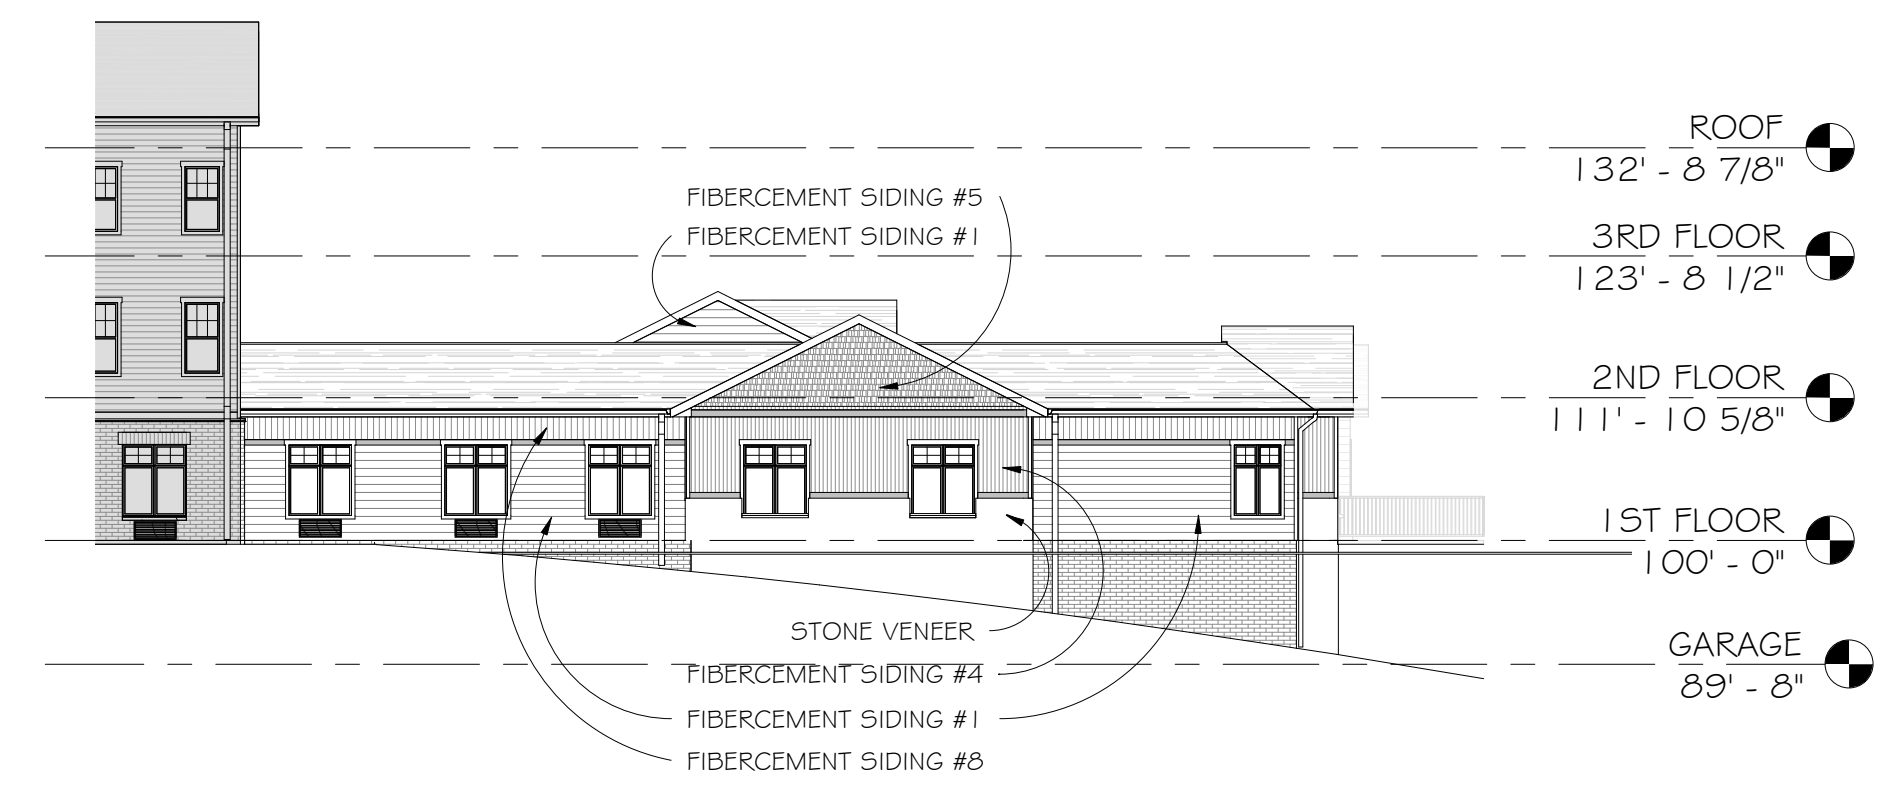 ROOF
132' - 8 7/8"
FIBERCEMENT SIDING #5
FIBERCEMENT SIDING #1
3RD FLOOR
123' - 8 1/2"
2ND FLOOR
111' - 10 5/8"
1ST FLOOR
100' - 0"
STONE VENEER
GARAGE
89' - 8"
FIBERCEMENT SIDING #4
FIBERCEMENT SIDING #1
FIBERCEMENT SIDING #8